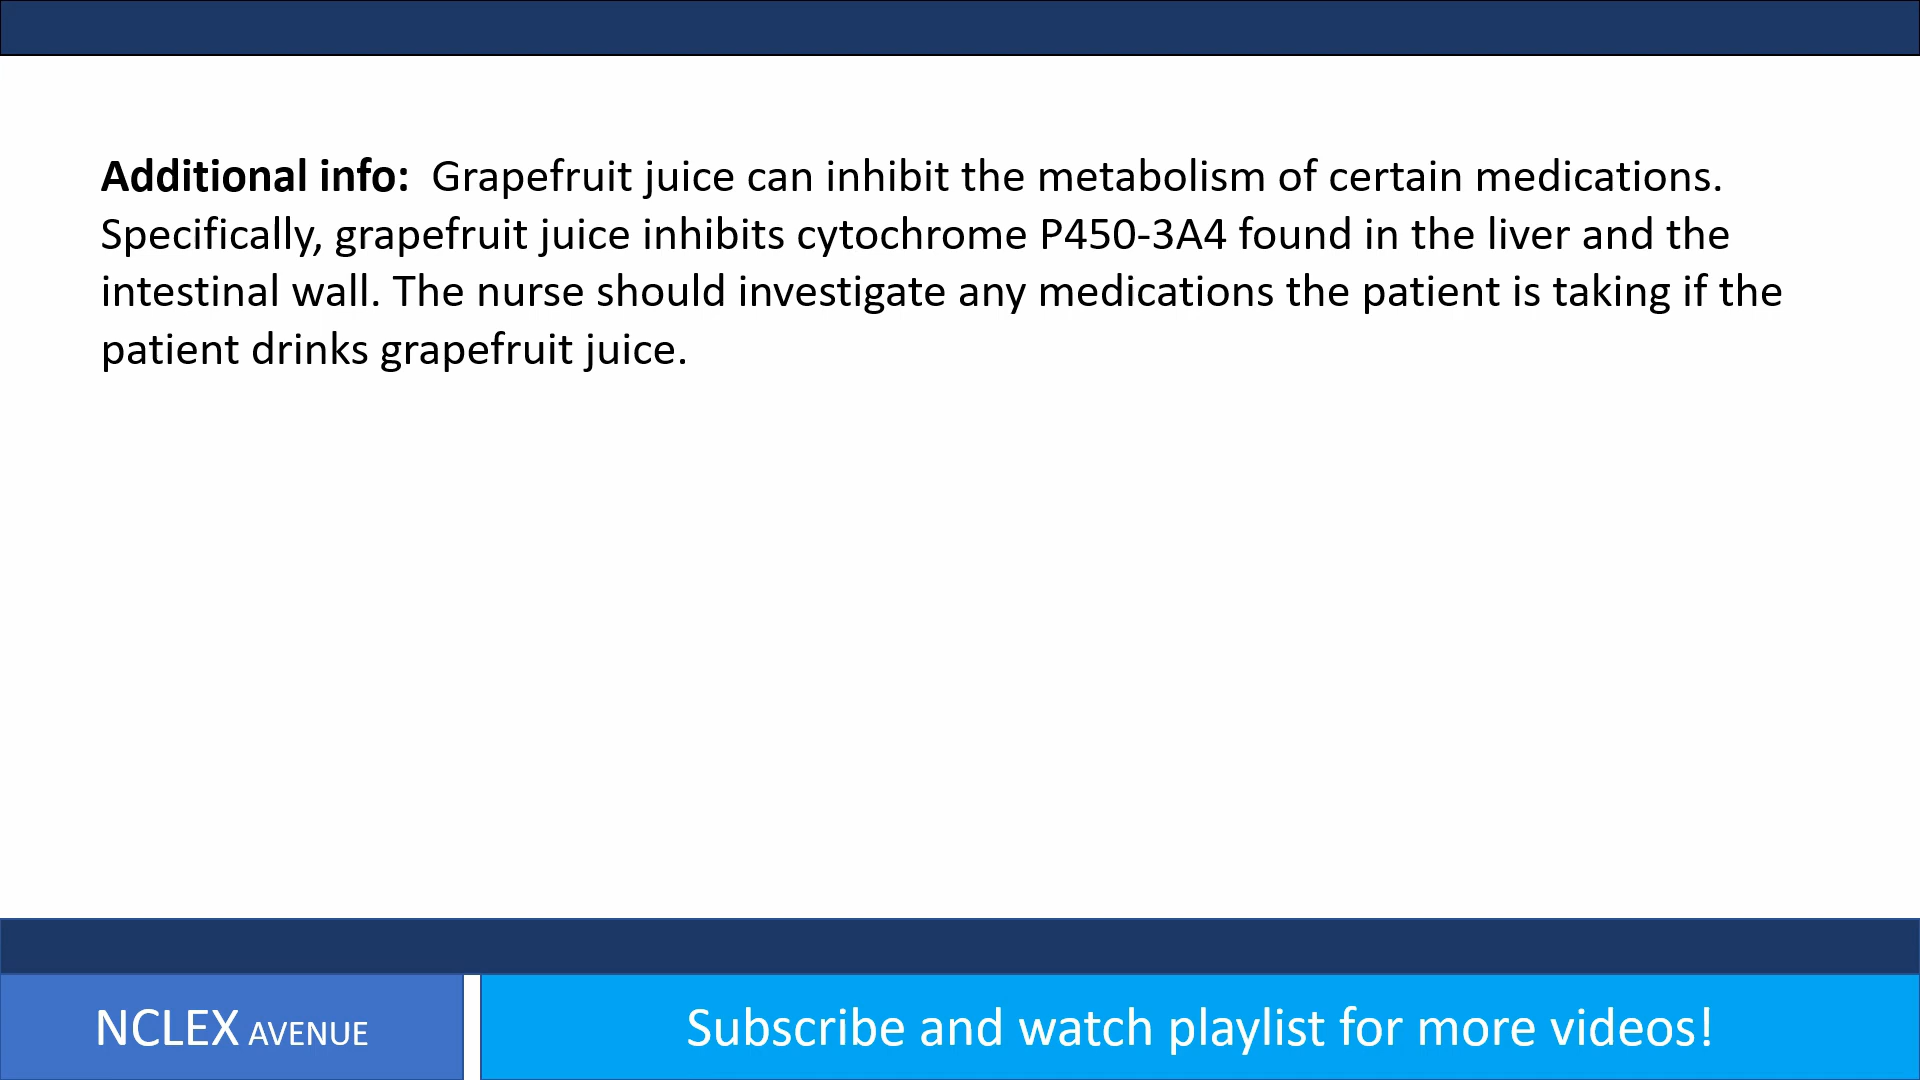 Additional info:  Grapefruit juice can inhibit the metabolism of certain medications.
Specifically, grapefruit juice inhibits cytochrome P450-3A4 found in the liver and the
intestinal wall. The nurse should investigate any medications the patient is taking if the
patient drinks grapefruit juice.
NCLEX AVENUE
Subscribe and watch playlist for more videos!